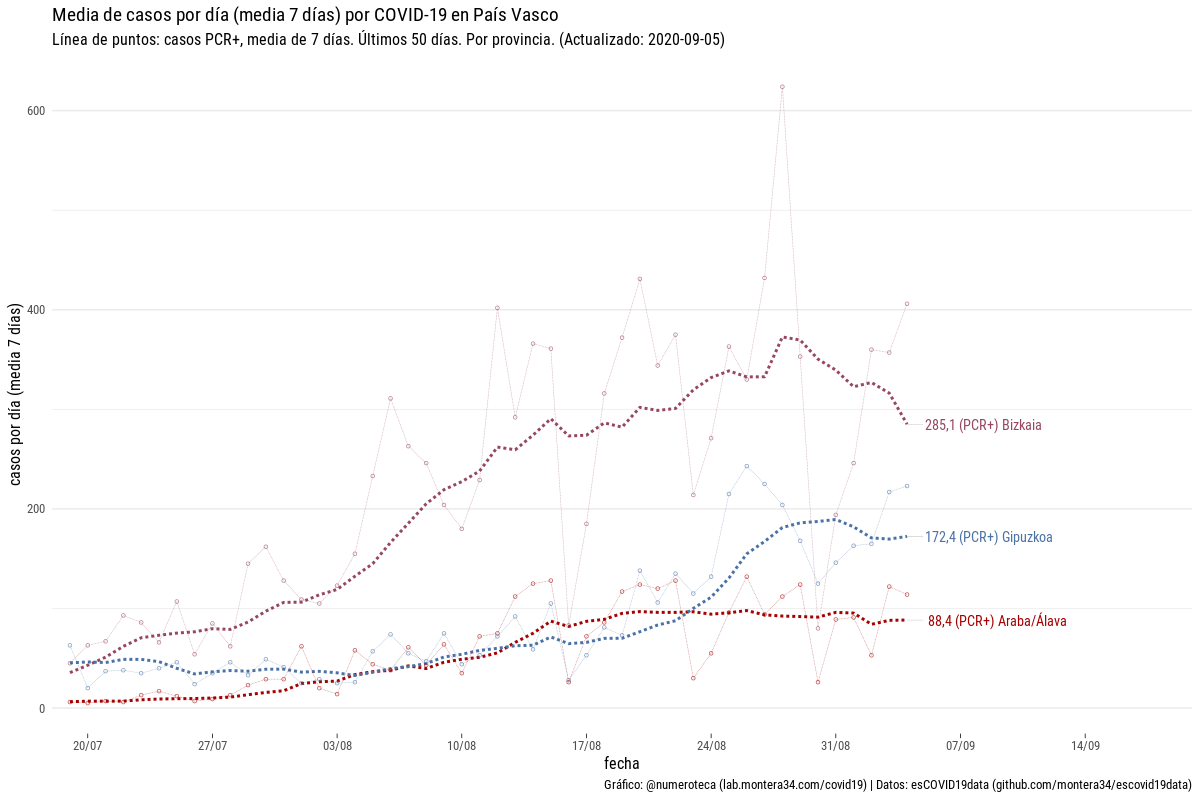 Media de casos por día (media 7 días) por COVID-19 en País Vasco
Línea de puntos: casos PCR+, media de 7 días. Últimos 50 días. Por provincia. (Actualizado: 2020-09-05)
casos por día (media 7 días)
600
400
200
0
285,1 (PCR+) Bizkaia
172,4 (PCR+) Gipuzkoa
88,4 (PCR+) Araba/Álava
20/07 27/07 03/08 10/08 17/08 24/08 31/08 07/09 14/09
fecha
Gráfico: @numeroteca (lab.montera34.com/covid19) | Datos: esCOVID19data (github.com/montera34/escovid19data)